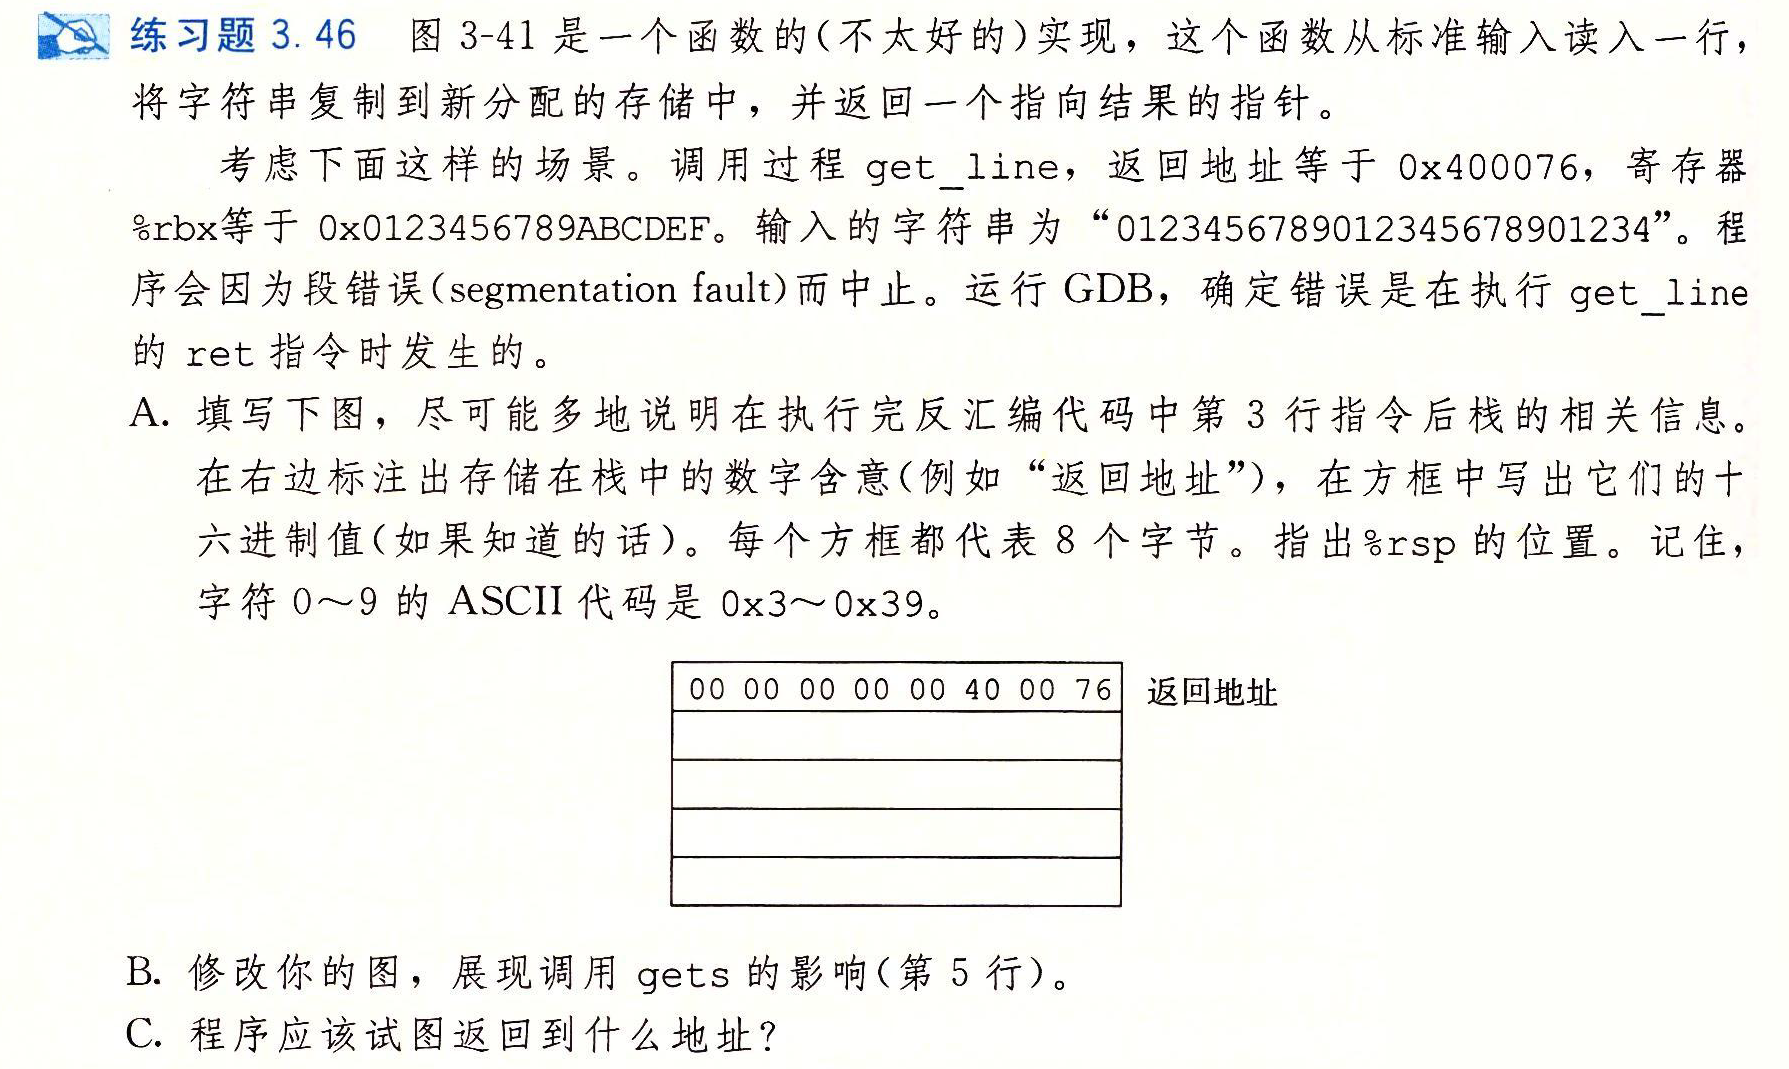 练习题 3.46 图 3-41 是一个函数的(不太好的)实现，这个函数从标准输入读入一行，
将字符串复制到新分配的存储中，并返回一个指向结果的指针。
考虑下面这样的场景。调用过程 get_line，返回地址等于 0x400076，寄存器
%rbx等于 0x0123456789ABCDEF。输入的字符串为“0123456789012345678901234”。程
序会因为段错误(segmentation fault)而中止。运行 GDB，确定错误是在执行 get_line
的 ret 指令时发生的。
A. 填写下图，尽可能多地说明在执行完反汇编代码中第 3 行指令后栈的相关信息。
在右边标注出存储在栈中的数字含意(例如“返回地址”)，在方框中写出它们的十
六进制值(如果知道的话)。每个方框都代表 8 个字节。指出%rsp 的位置。记住，
字符 0～9 的 ASCII 代码是 0x3～0x39。
00 00 00 00 00 40 00 76 返回地址
B. 修改你的图，展现调用 gets 的影响(第 5 行)。
C. 程序应该试图返回到什么地址?